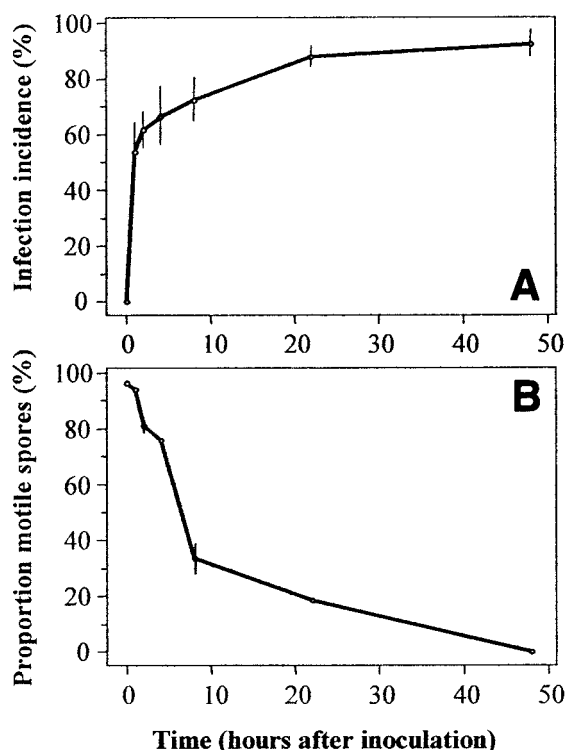 Infection incidence (%)
100
80
60
40
20
0
A
0 10 20 30 40 50
Proportion motile spores (%)
100
80
60
40
20
0
B
0 10 20 30 40 50
Time (hours after inoculation)